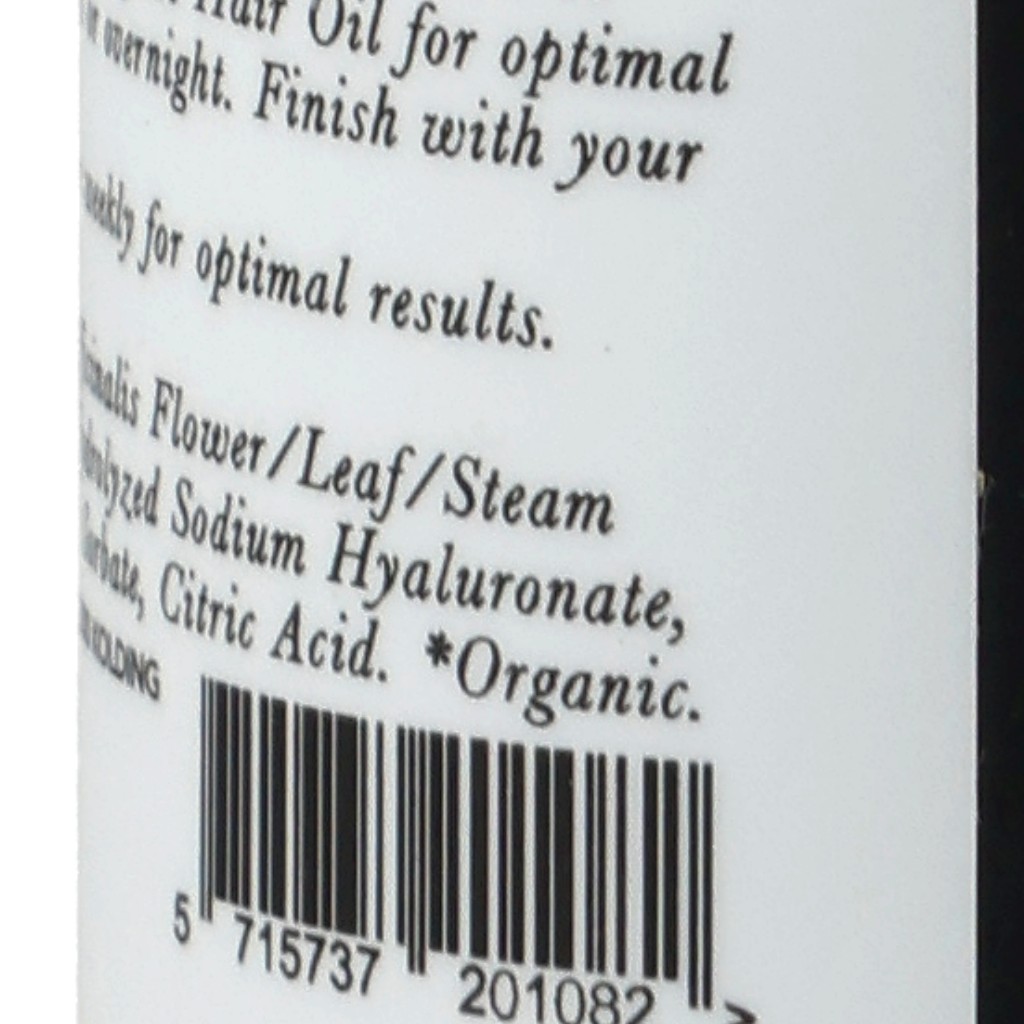 Hair Oil for optimal
overnight. Finish with your
weekly for optimal results.
Flower/Leaf/Steam
Sodium Hyaluronate,
Citric Acid. *Organic.
HOLDING
5 715737 201082 >